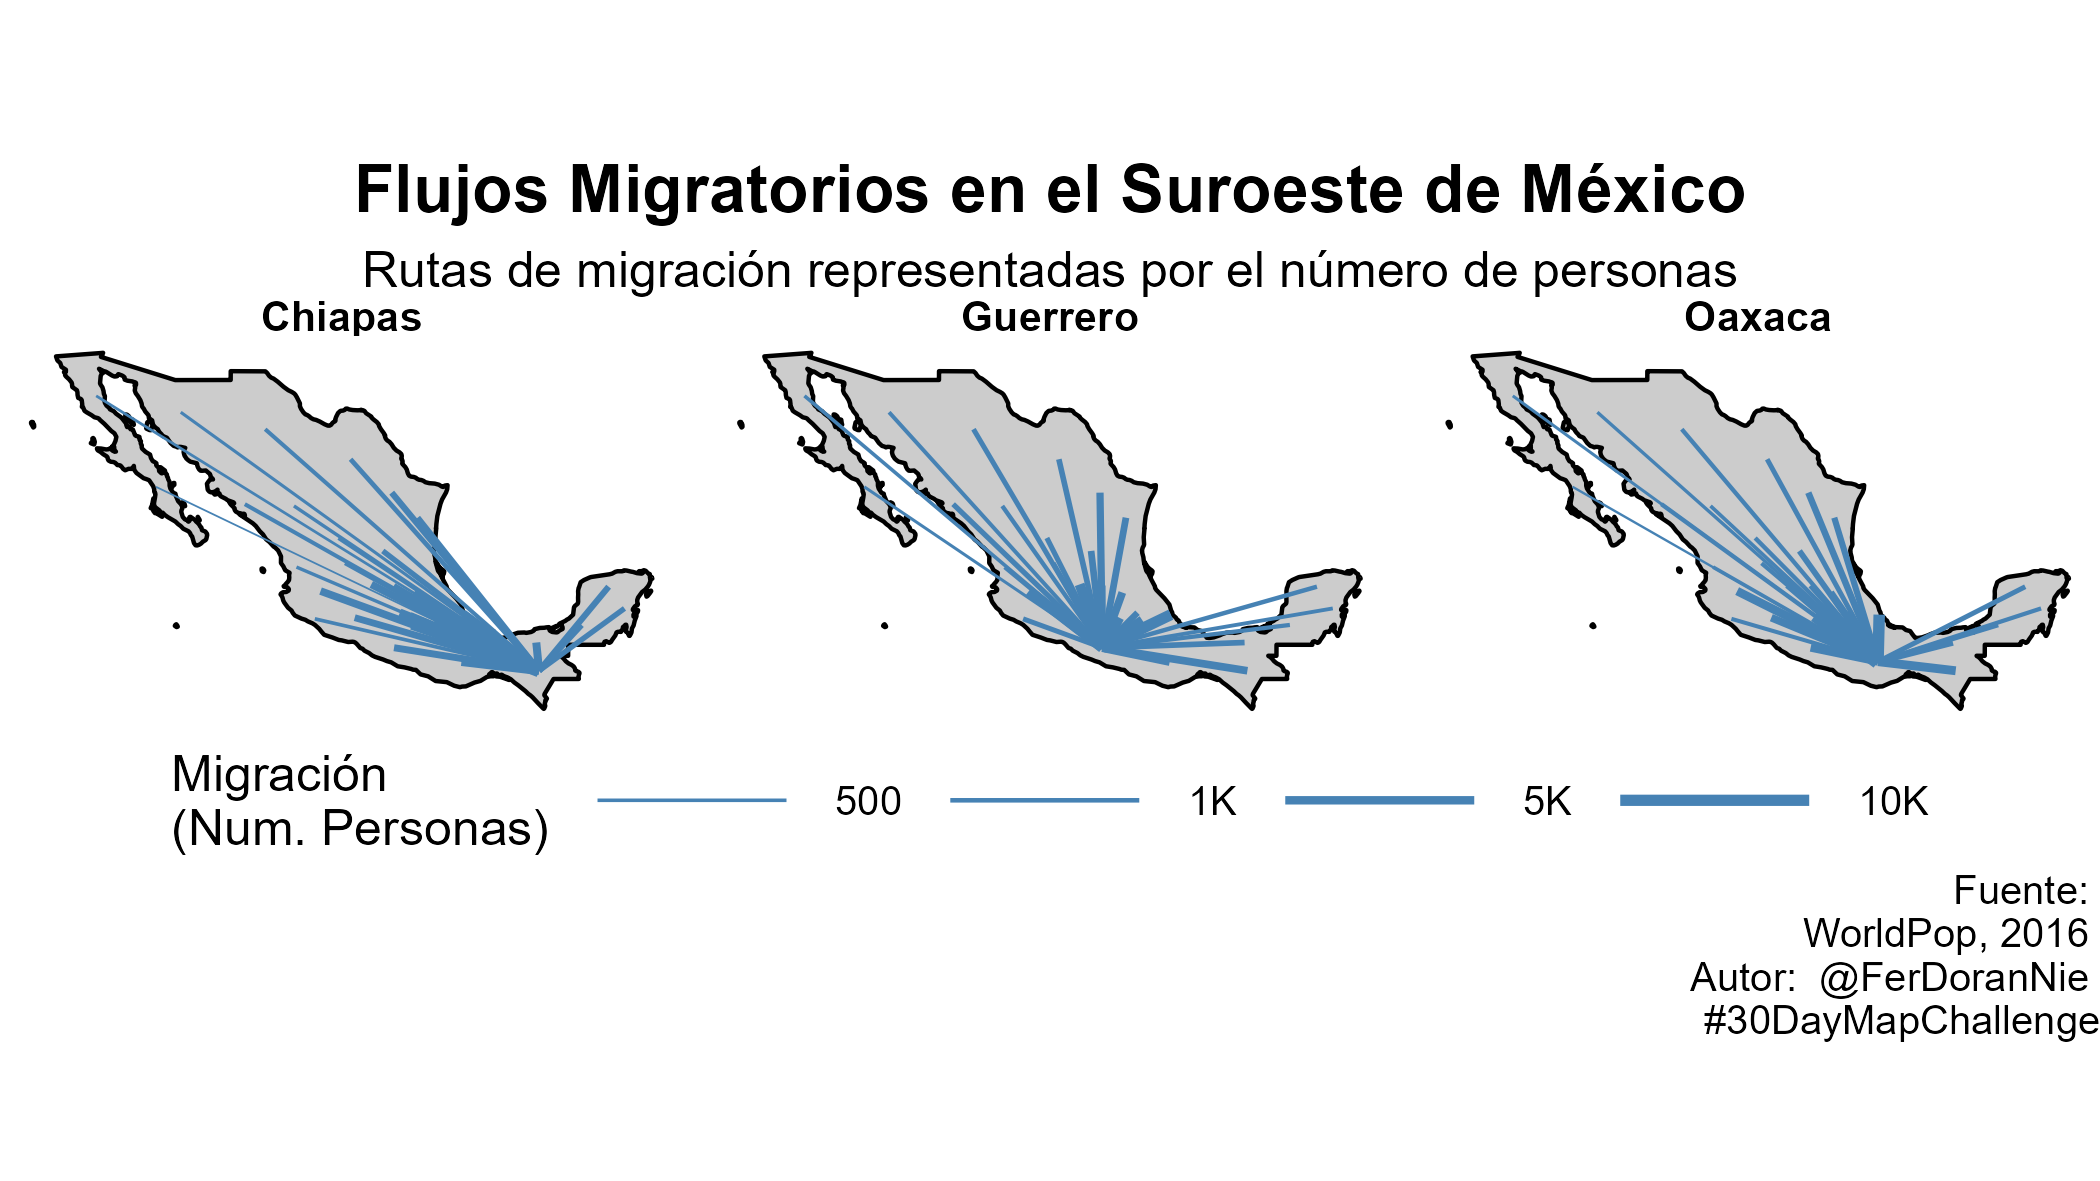 Flujos Migratorios en el Suroeste de México
Rutas de migración representadas por el número de personas
Chiapas
Guerrero
Oaxaca
Migración
(Num. Personas)
500
1K
5K
10K
Fuente:
WorldPop, 2016
Autor:  @FerDoranNie
#30DayMapChallenge